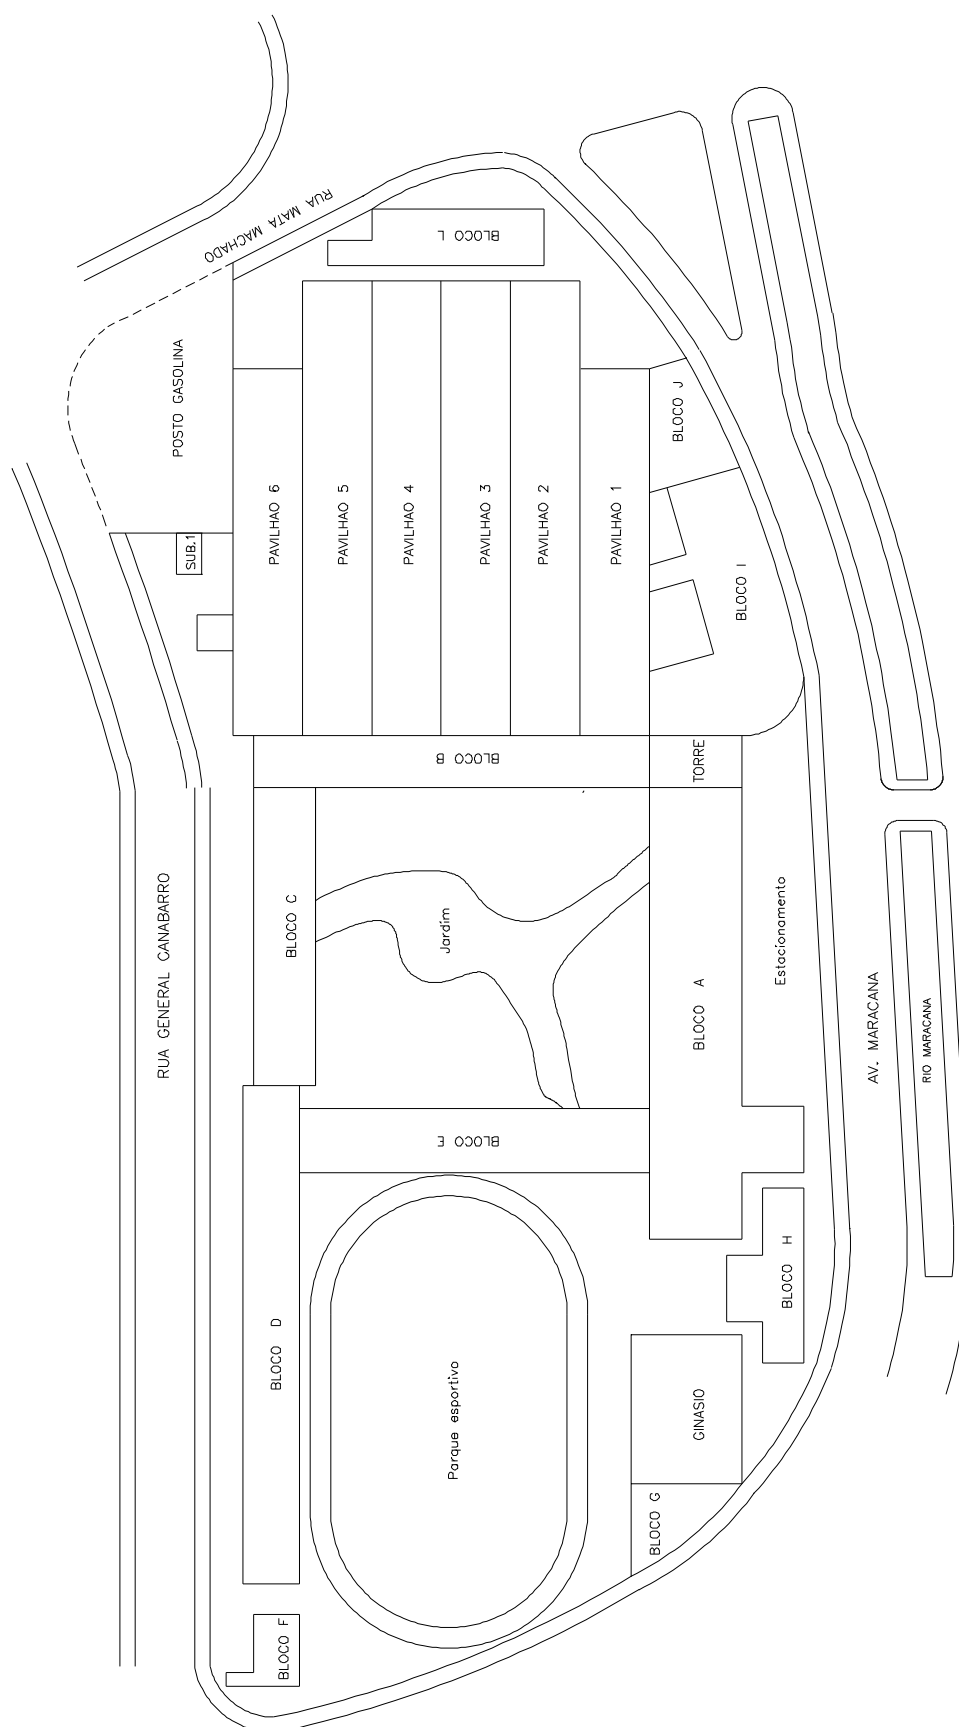 RUA MATA MACHADO
BLOCO L
POSTO GASOLINA
BLOCO J
SUB.1
PAVILHAO 6
PAVILHAO 5
PAVILHAO 4
PAVILHAO 3
PAVILHAO 2
PAVILHAO 1
BLOCO I
BLOCO B
TORRE
RUA GENERAL CANABARRO
BLOCO C
Jardim
BLOCO A
Estacionamento
AV. MARACANA
RIO MARACANA
BLOCO E
BLOCO H
BLOCO D
Parque esportivo
GINASIO
BLOCO G
BLOCO F